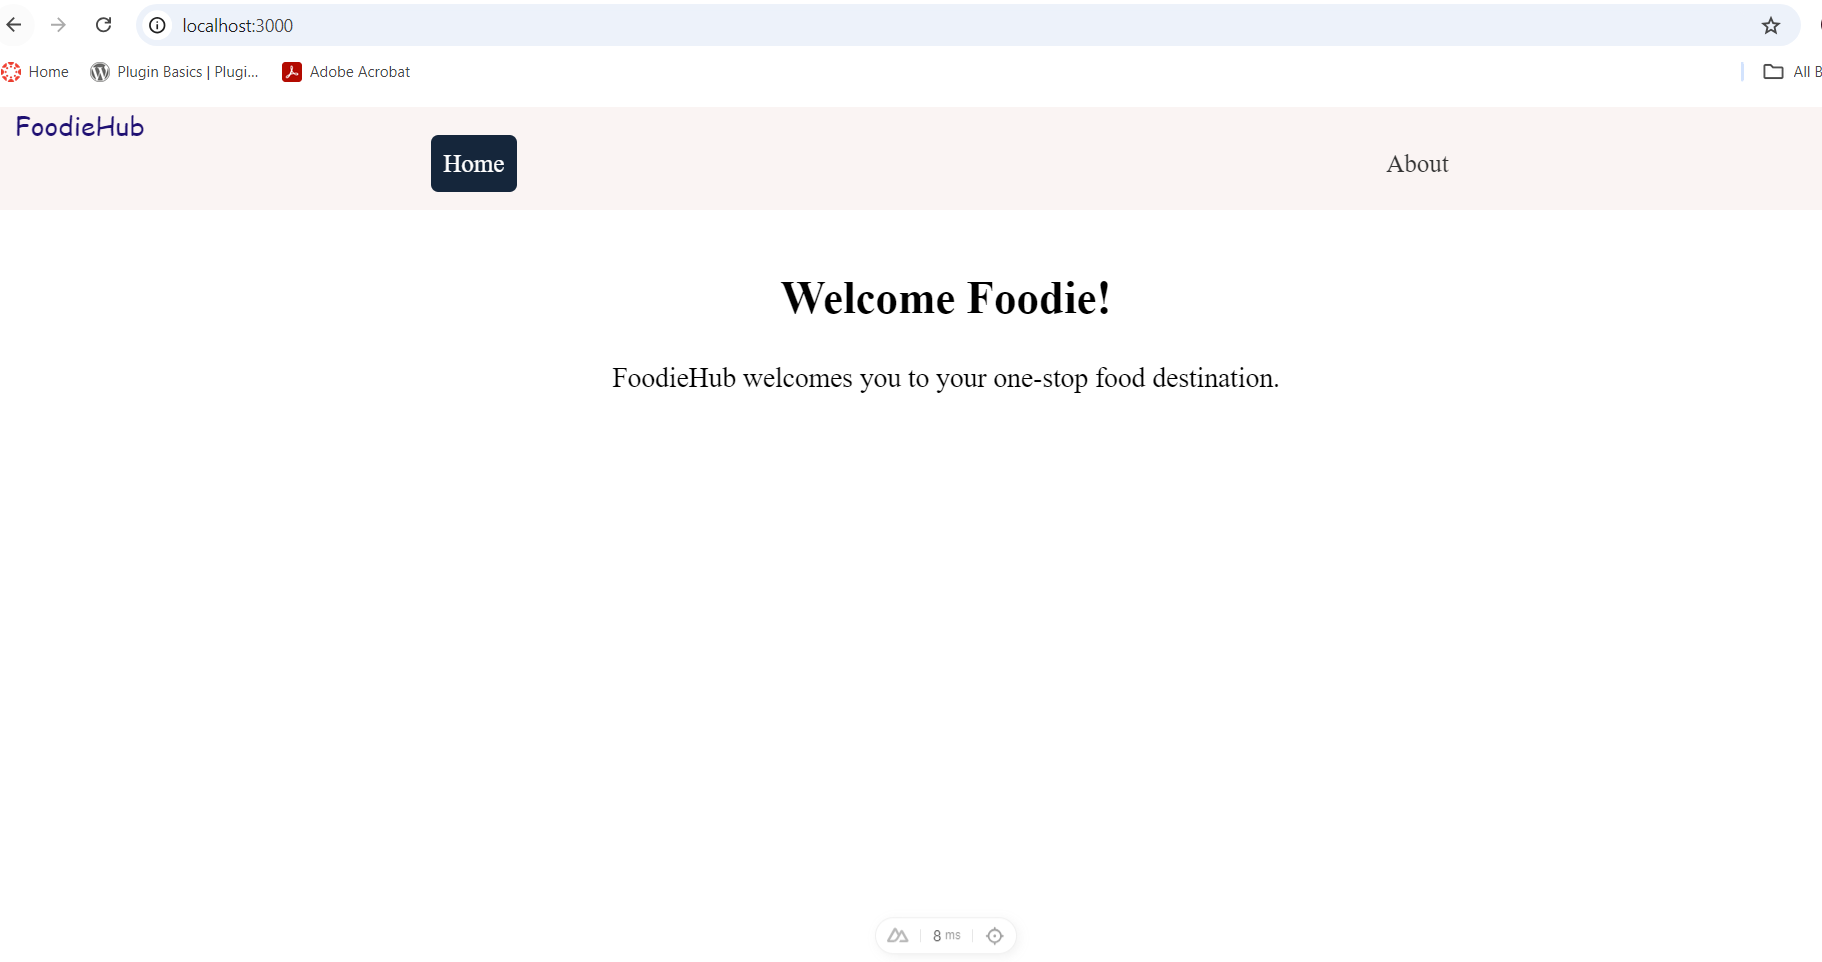 localhost:3000
Home Plugin Basics | Plugi... Adobe Acrobat All B
FoodieHub
Home About
Welcome Foodie!
FoodieHub welcomes you to your one-stop food destination.
8 ms